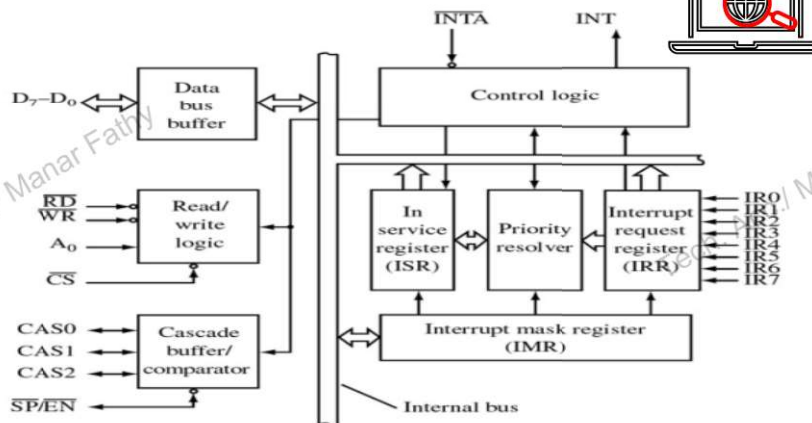 INTA INT
D7–D0
Data
bus
buffer
Control logic
Manar Fathy
RD
WR
A0
CS
Read/
write
logic
In
service
register
(ISR)
Priority
resolver
Interrupt
request
register
(IRR)
IR0
IR1
IR2
IR3
IR4
IR5
IR6
IR7
CAS0
CAS1
CAS2
SP/EN
Cascade
buffer/
comparator
Interrupt mask register
(IMR)
Internal bus